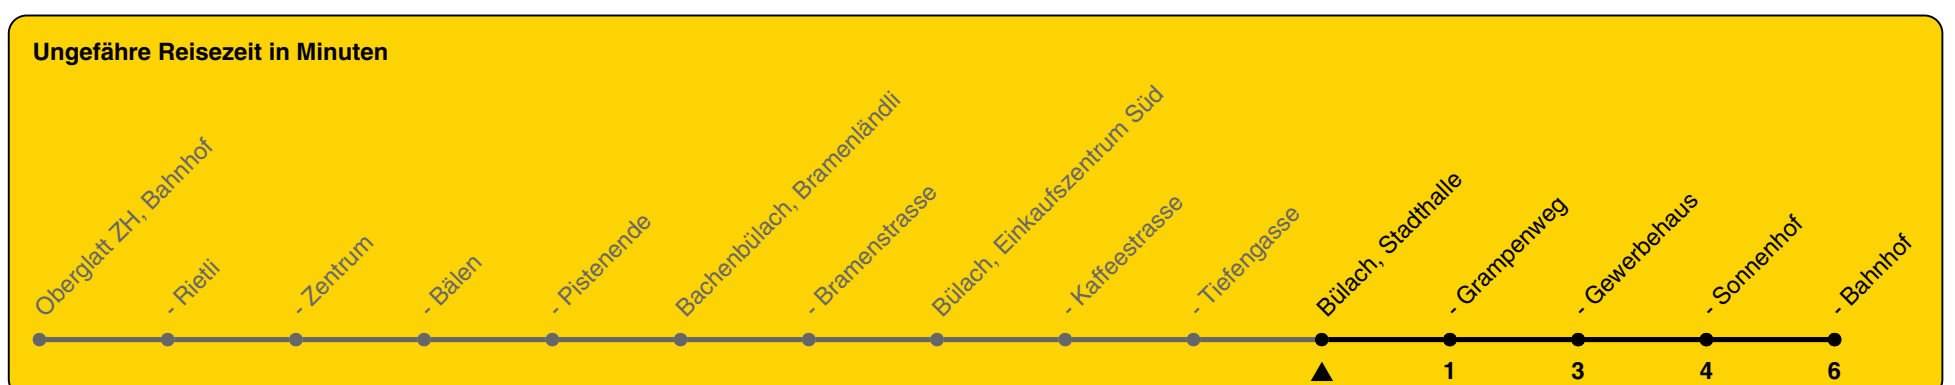 Ungefähre Reisezeit in Minuten
Oberglatt ZH, Bahnhof
- Rietli
- Zentrum
- Bälen
- Pistenende
Bachenbülach, Bramenländli
- Bramenstrasse
Bülach, Einkaufszentrum Süd
- Kaffeestrasse
- Tiefengasse
Bülach, Stadthalle
- Grampenweg
- Gewerbehaus
- Sonnenhof
- Bahnhof
1 3 4 6